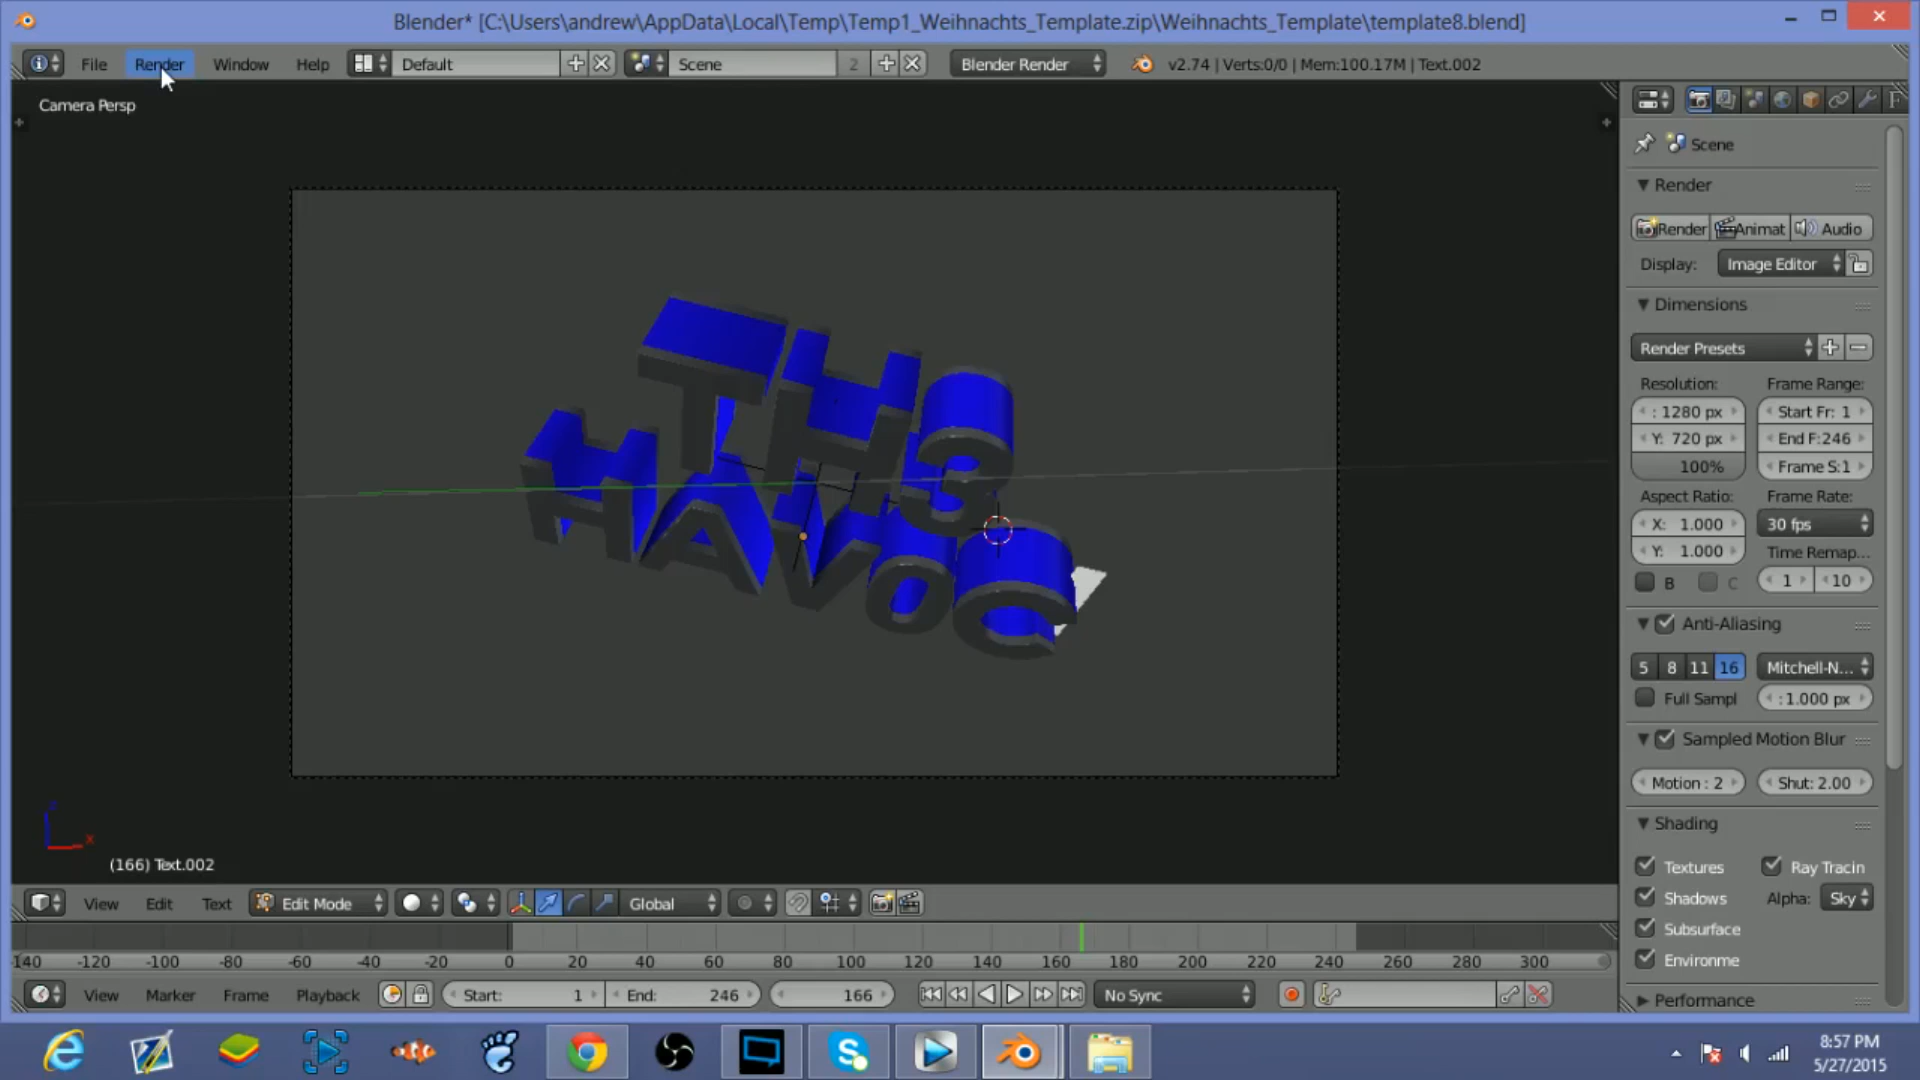 Blender* [C:\Users\andrew\AppData\Local\Temp\Temp1_Weihnachts_Template.zip\Weihnachts_Template\template8.blend]
File Render Window Help Default Scene 2 Blender Render v2.74 | Verts:0/0 | Mem:100.17M | Text.002
Camera Persp
Scene
Render
Render Animat Audio
Display: Image Editor
Dimensions
Render Presets
Resolution: Frame Range:
: 1280 px Start Fr: 1
Y: 720 px End F:246
100% Frame S:1
Aspect Ratio: Frame Rate:
X: 1.000 30 fps
Y: 1.000 Time Remap...
B C 1 10
Anti-Aliasing
5 8 11 16 Mitchell-N...
Full Sampl : 1.000 px
Sampled Motion Blur
Motion : 2 Shut: 2.00
Shading
Textures Ray Tracin
Shadows Alpha: Sky
Subsurface
Environme
Performance
TH3
HAVoC
z
x
(166) Text.002
View Edit Text Edit Mode Global
-140 -120 -100 -80 -60 -40 -20 0 20 40 60 80 100 120 140 160 180 200 220 240 260 280 300
View Marker Frame Playback Start: 1 End: 246 166 No Sync
8:57 PM
5/27/2015